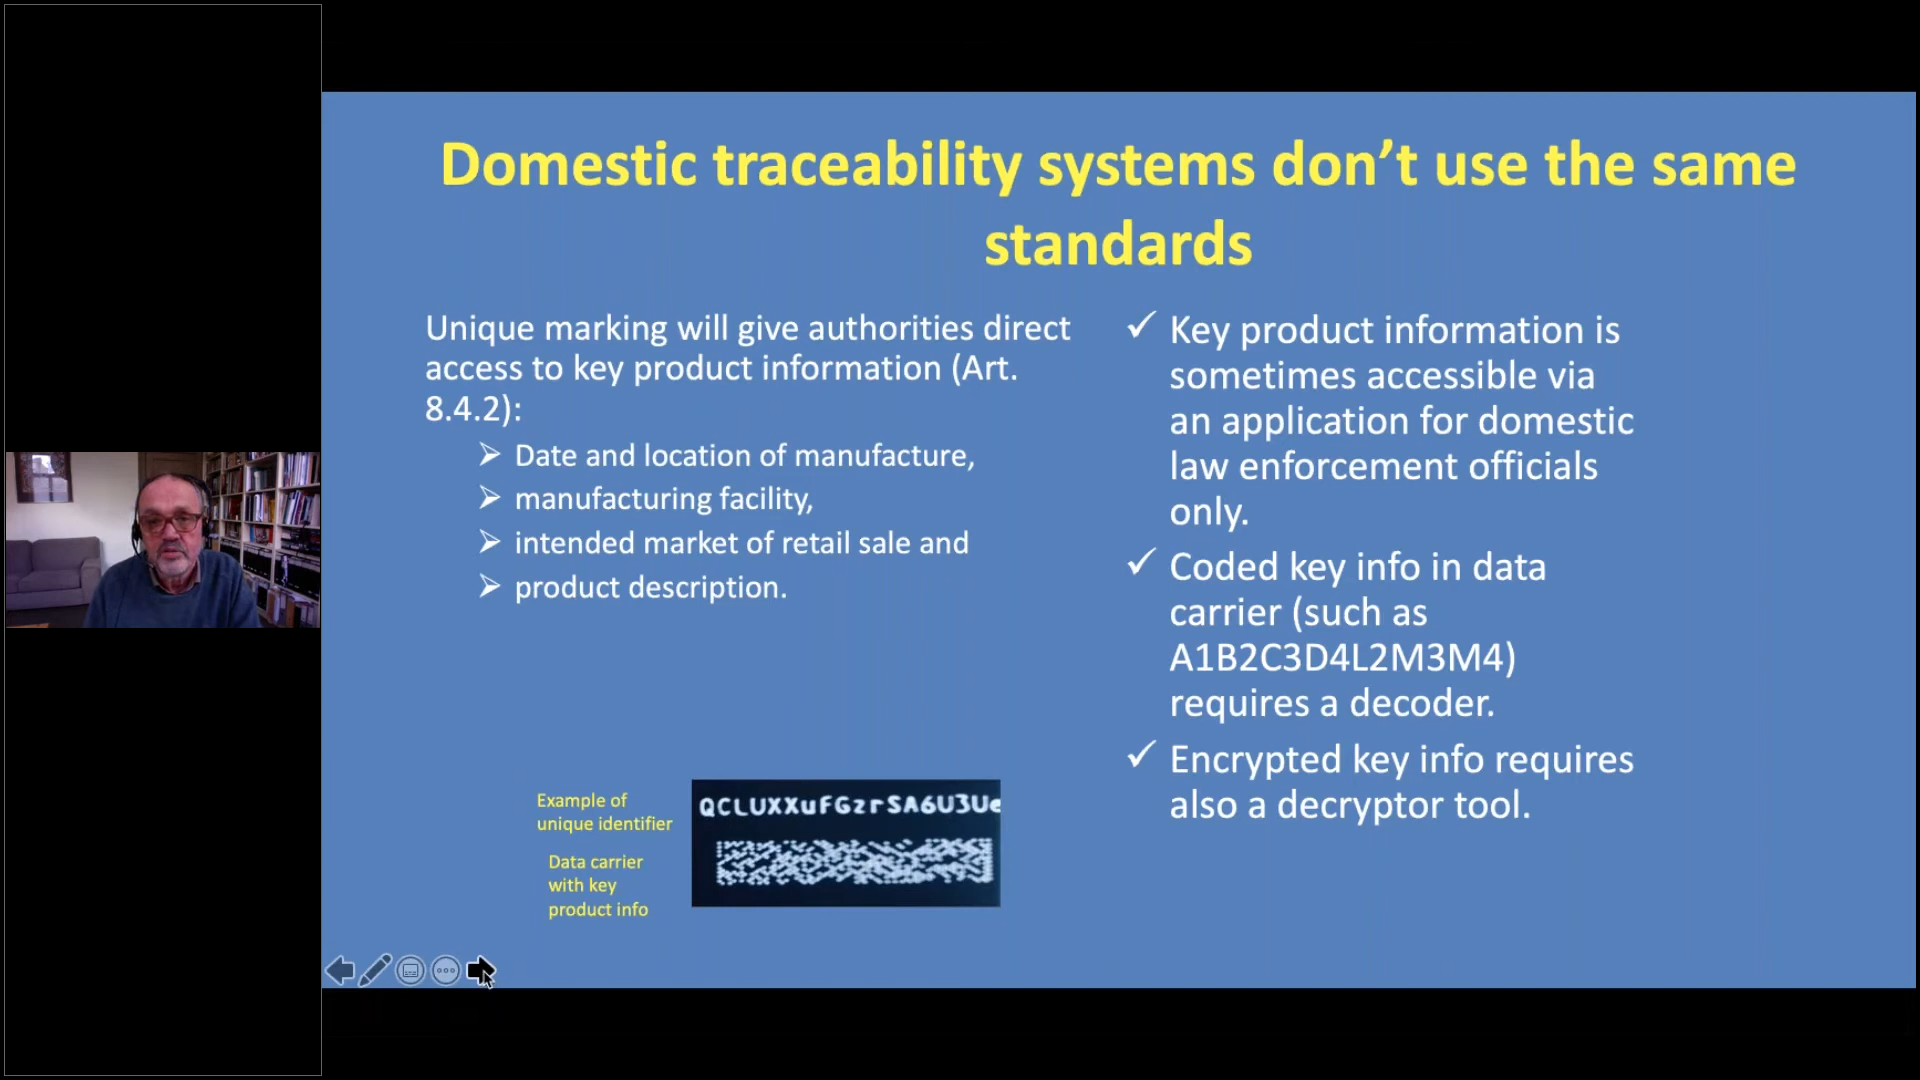 Domestic traceability systems don’t use the same
standards
Unique marking will give authorities direct
access to key product information (Art.
8.4.2):
Date and location of manufacture,
manufacturing facility,
intended market of retail sale and
product description.
Example of
unique identifier
Data carrier
with key
product info
QCLUXXuFGzrSA6U3Ue
✓ Key product information is
sometimes accessible via
an application for domestic
law enforcement officials
only.
✓ Coded key info in data
carrier (such as
A1B2C3D4L2M3M4)
requires a decoder.
✓ Encrypted key info requires
also a decryptor tool.